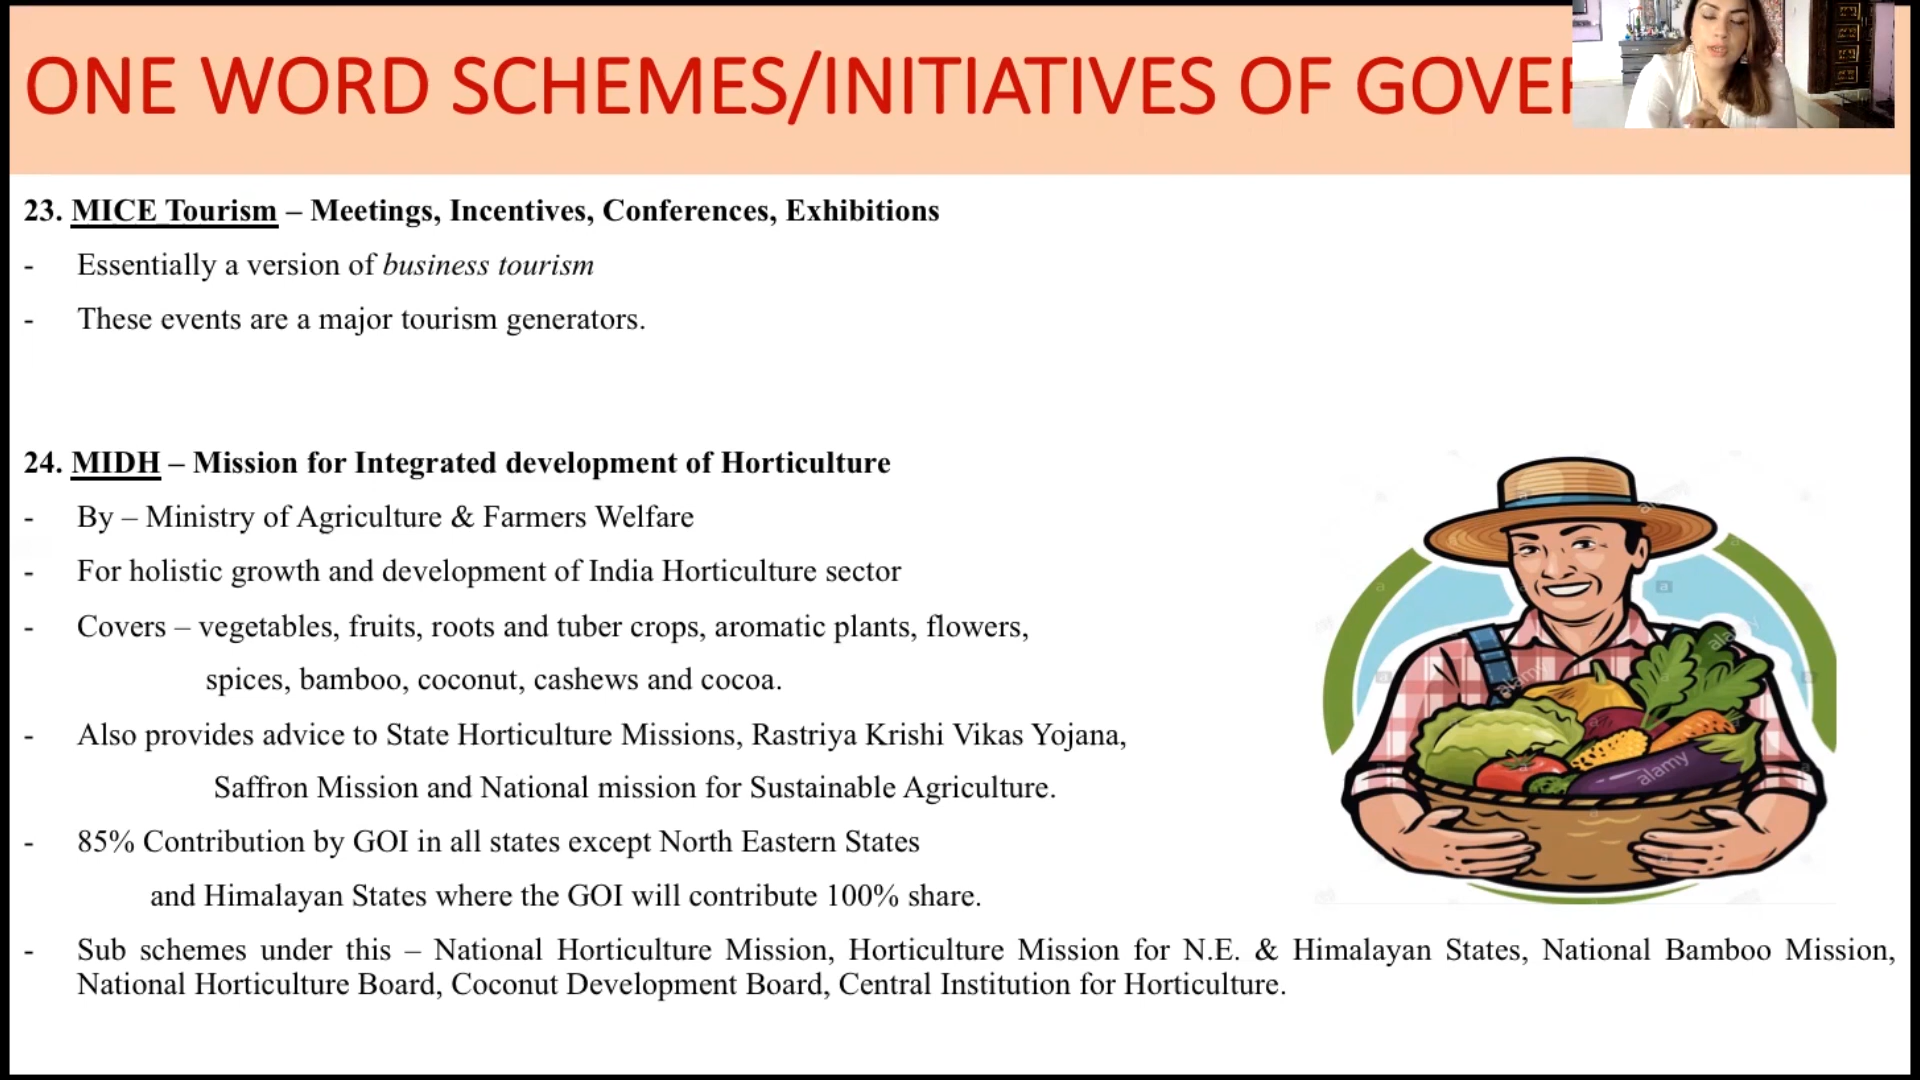 ONE WORD SCHEMES/INITIATIVES OF GOVE
23. MICE Tourism – Meetings, Incentives, Conferences, Exhibitions
- Essentially a version of business tourism
- These events are a major tourism generators.
24. MIDH – Mission for Integrated development of Horticulture
- By – Ministry of Agriculture & Farmers Welfare
- For holistic growth and development of India Horticulture sector
- Covers – vegetables, fruits, roots and tuber crops, aromatic plants, flowers,
spices, bamboo, coconut, cashews and cocoa.
- Also provides advice to State Horticulture Missions, Rastriya Krishi Vikas Yojana,
Saffron Mission and National mission for Sustainable Agriculture.
- 85% Contribution by GOI in all states except North Eastern States
and Himalayan States where the GOI will contribute 100% share.
- Sub schemes under this – National Horticulture Mission, Horticulture Mission for N.E. & Himalayan States, National Bamboo Mission,
National Horticulture Board, Coconut Development Board, Central Institution for Horticulture.
alamy
alamy
alamy
alamy